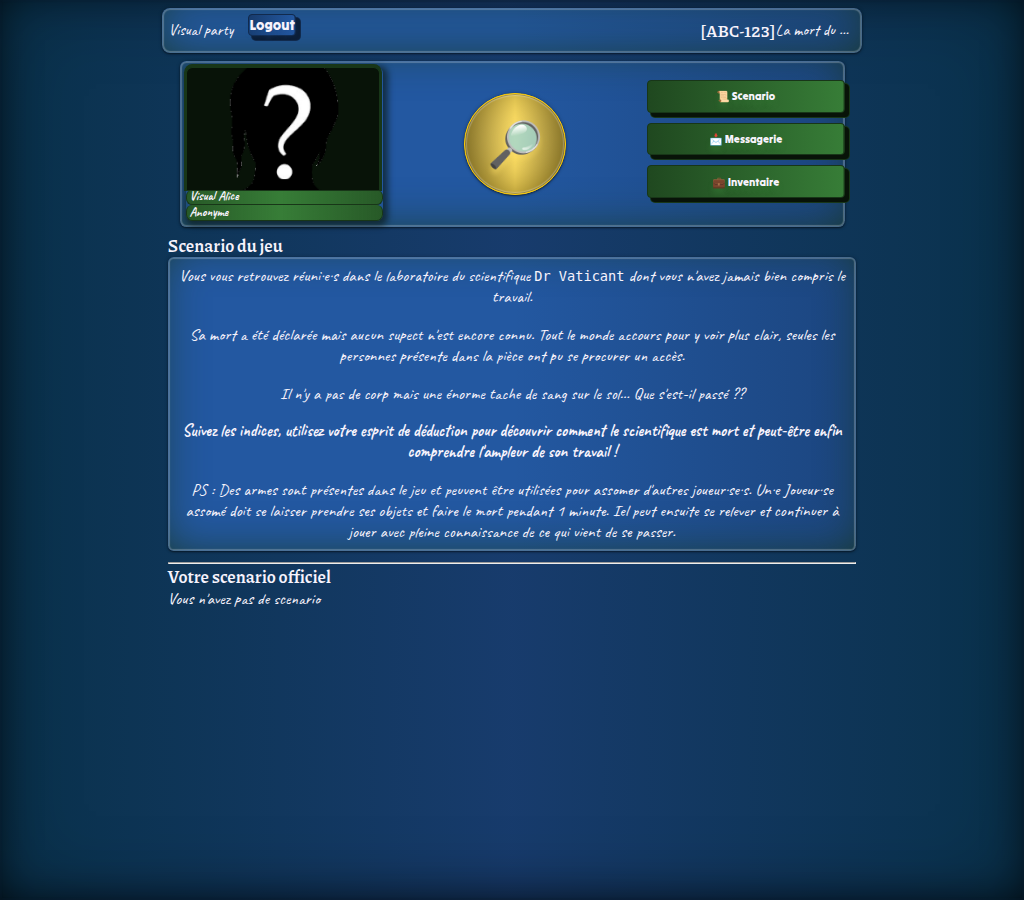 Visual party Logout [ABC-123] La mort du ...
?
📜 Scenario
📩 Messagerie
💼 Inventaire
Visual Alice
Anonyme
Scenario du jeu
Vous vous retrouvez réuni·e·s dans le laboratoire du scientifique Dr Vaticant dont vous n'avez jamais bien compris le
travail.
Sa mort a été déclarée mais aucun supect n'est encore connu. Tout le monde accours pour y voir plus clair, seules les
personnes présente dans la pièce ont pu se procurer un accès.
Il n'y a pas de corp mais une énorme tache de sang sur le sol... Que s'est-il passé ??
Suivez les indices, utilisez votre esprit de déduction pour découvrir comment le scientifique est mort et peut-être enfin
comprendre l'ampleur de son travail !
PS : Des armes sont présentes dans le jeu et peuvent être utilisées pour assomer d'autres joueur·se·s. Un·e Joueur·se
assomé doit se laisser prendre ses objets et faire le mort pendant 1 minute. Iel peut ensuite se relever et continuer à
jouer avec pleine connaissance de ce qui vient de se passer.
Votre scenario officiel
Vous n'avez pas de scenario